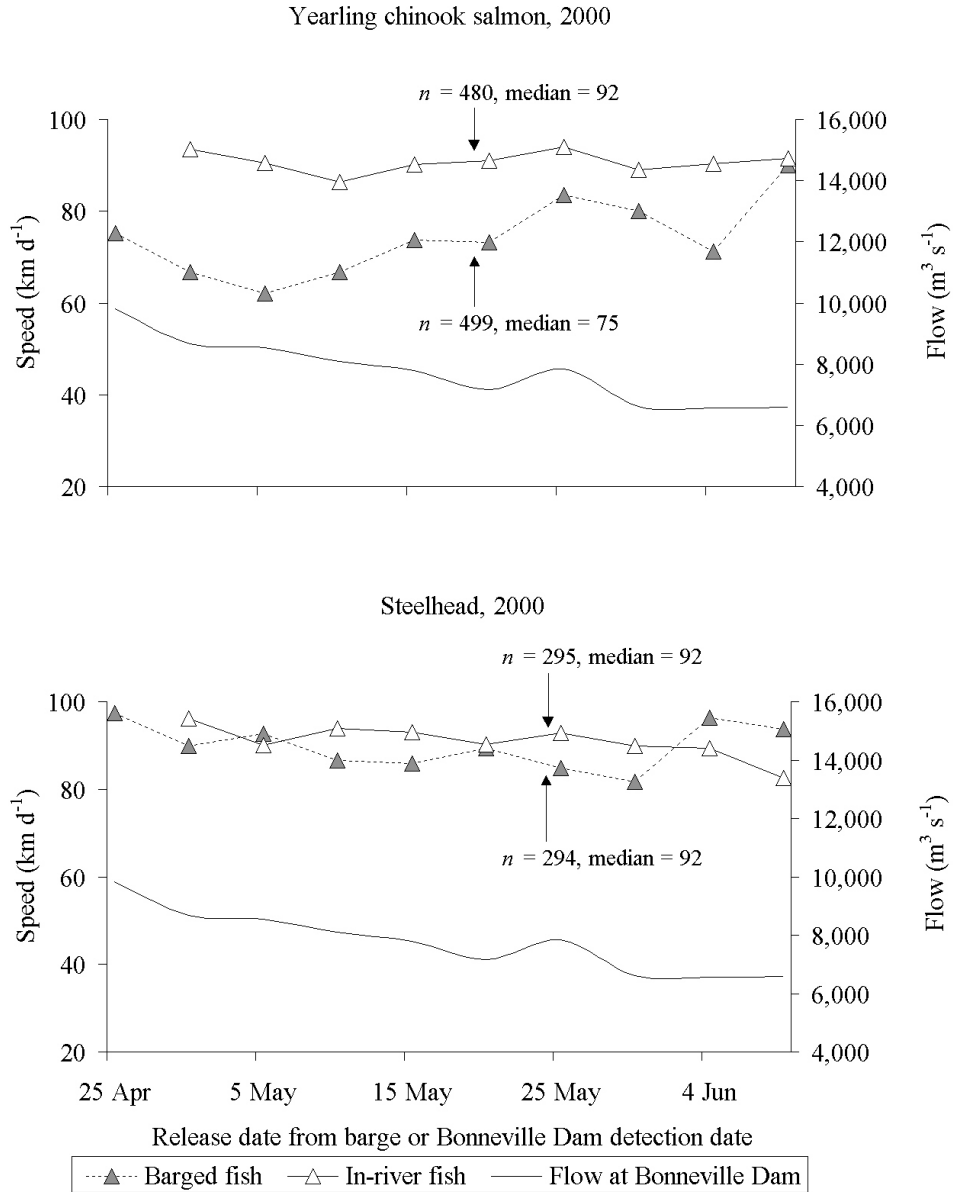 Yearling chinook salmon, 2000
n = 480, median = 92
100
80
60
40
20
Speed (km d-1)
16,000
14,000
12,000
10,000
8,000
6,000
4,000
Flow (m3 s-1)
n = 499, median = 75
Steelhead, 2000
n = 295, median = 92
100
80
60
40
20
Speed (km d-1)
16,000
14,000
12,000
10,000
8,000
6,000
4,000
Flow (m3 s-1)
n = 294, median = 92
25 Apr 5 May 15 May 25 May 4 Jun
Release date from barge or Bonneville Dam detection date
Barged fish In-river fish Flow at Bonneville Dam